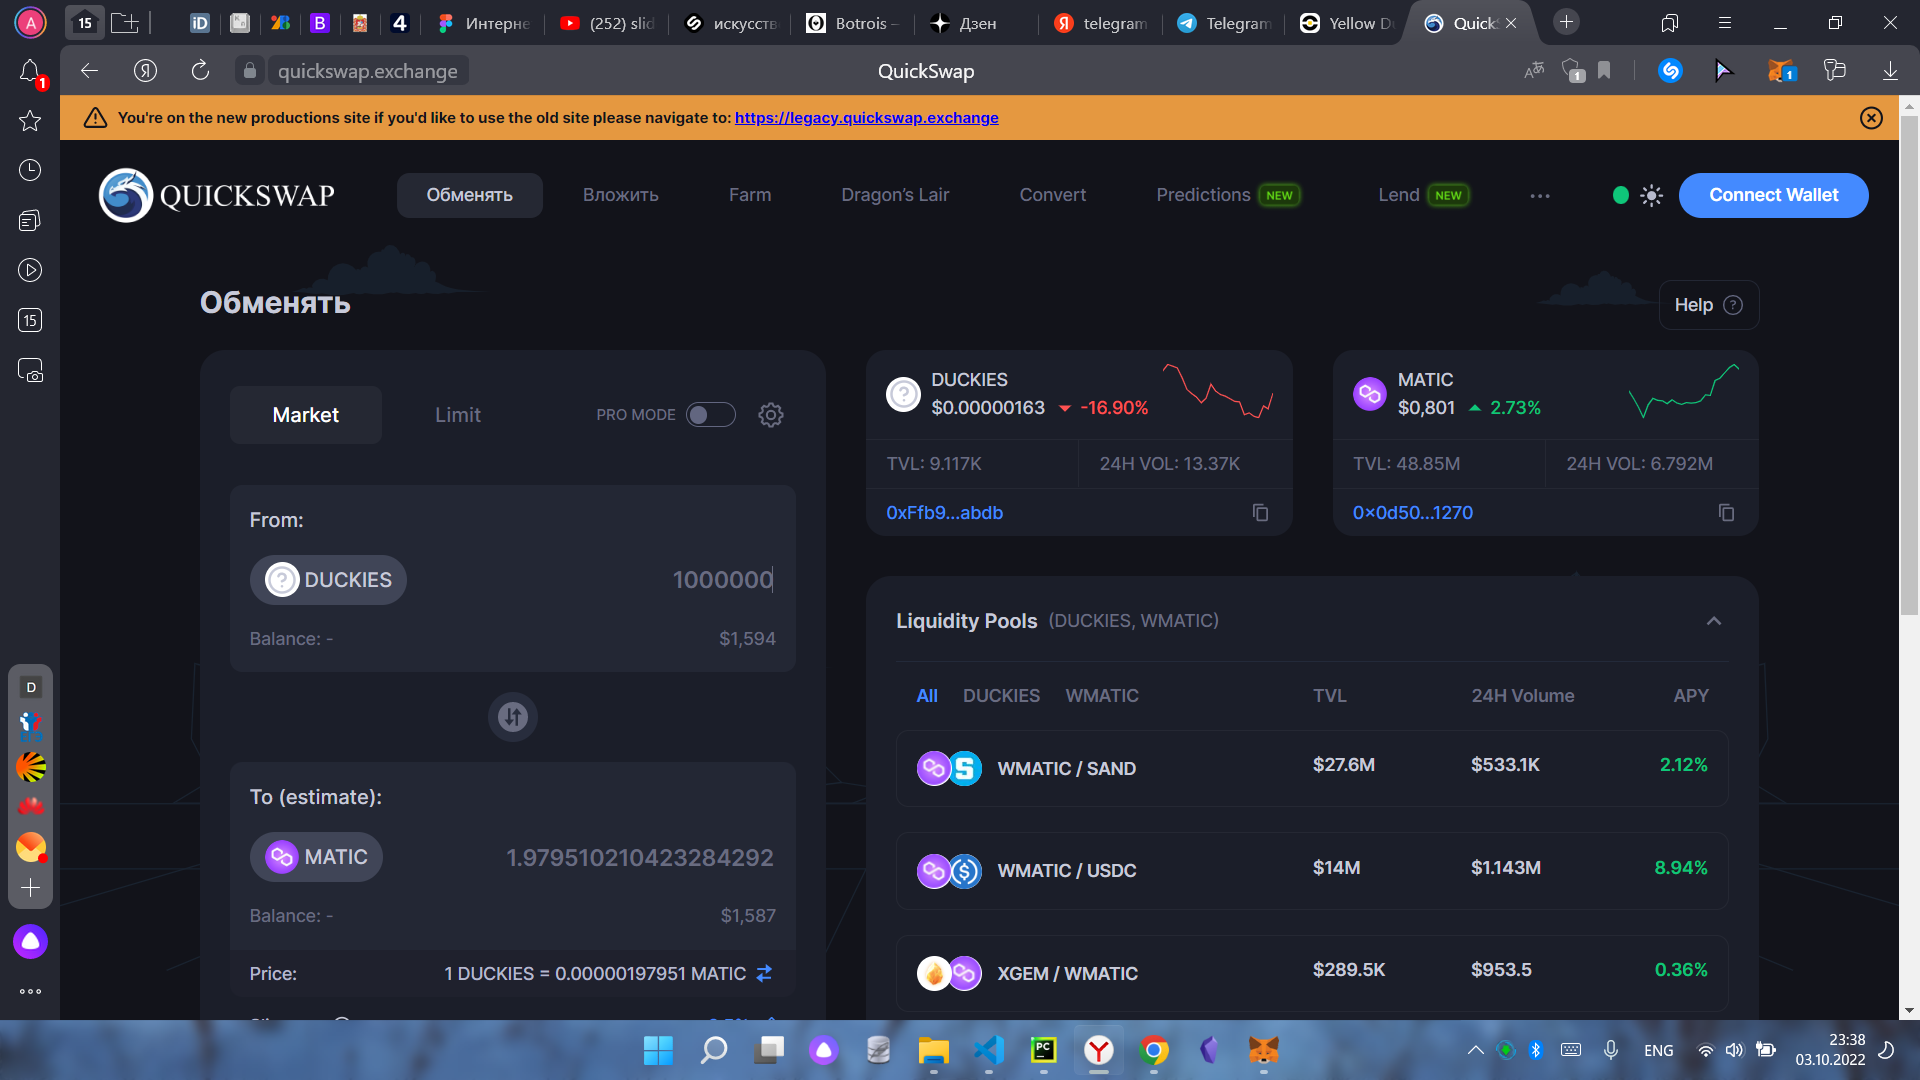 15
Интерне
(252) slid
искусств
Botrois –
Дзен
telegram
Telegram
Yellow Du
QuickS
quickswap.exchange
QuickSwap
1
1
1
You're on the new productions site if you'd like to use the old site please navigate to: https://legacy.quickswap.exchange
QUICKSWAP
Обменять
Вложить
Farm
Dragon's Lair
Convert
Predictions NEW
Lend NEW
Connect Wallet
Обменять
Help
Market
Limit
PRO MODE
From:
DUCKIES
1000000
Balance: -
$1,594
To (estimate):
MATIC
1.979510210423284292
Balance: -
$1,587
Price:
1 DUCKIES = 0.00000197951 MATIC
DUCKIES
$0.00000163 -16.90%
TVL: 9.117K
24H VOL: 13.37K
0xFfb9...abdb
MATIC
$0,801 2.73%
TVL: 48.85M
24H VOL: 6.792M
0x0d50...1270
Liquidity Pools (DUCKIES, WMATIC)
All DUCKIES WMATIC TVL 24H Volume APY
WMATIC / SAND $27.6M $533.1K 2.12%
WMATIC / USDC $14M $1.143M 8.94%
XGEM / WMATIC $289.5K $953.5 0.36%
15
D
ENG
23:38
03.10.2022